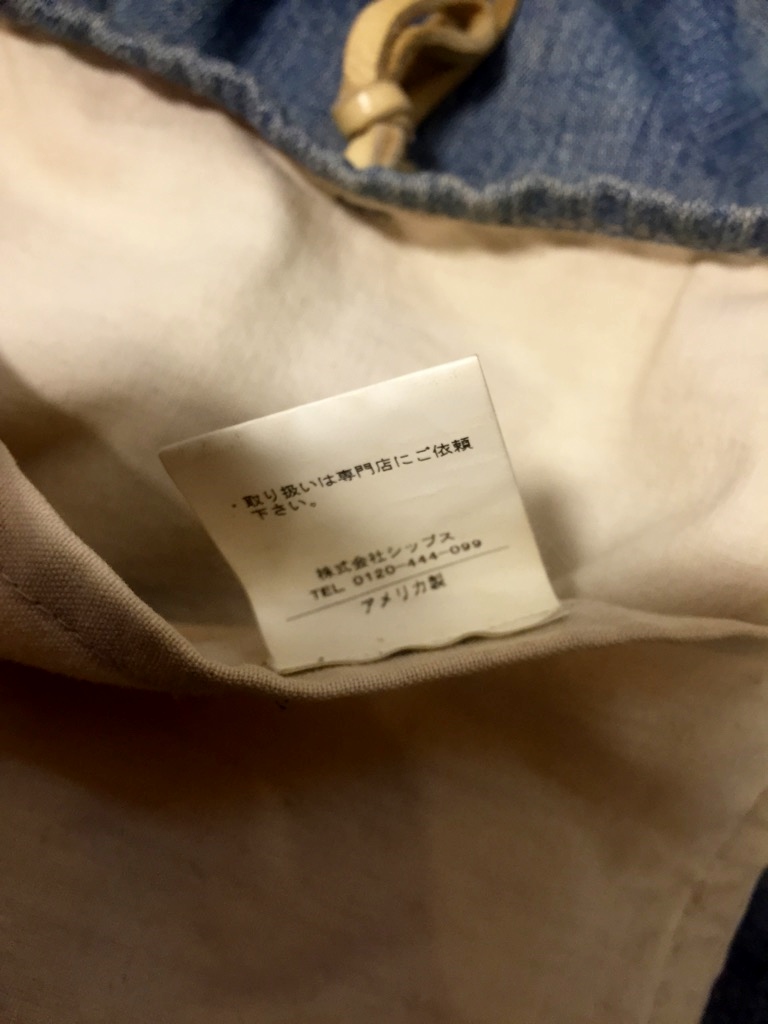 ・取り扱いは専門店にご依頼
下さい。
株式会社シップス
TEL 0120-444-099
アメリカ製